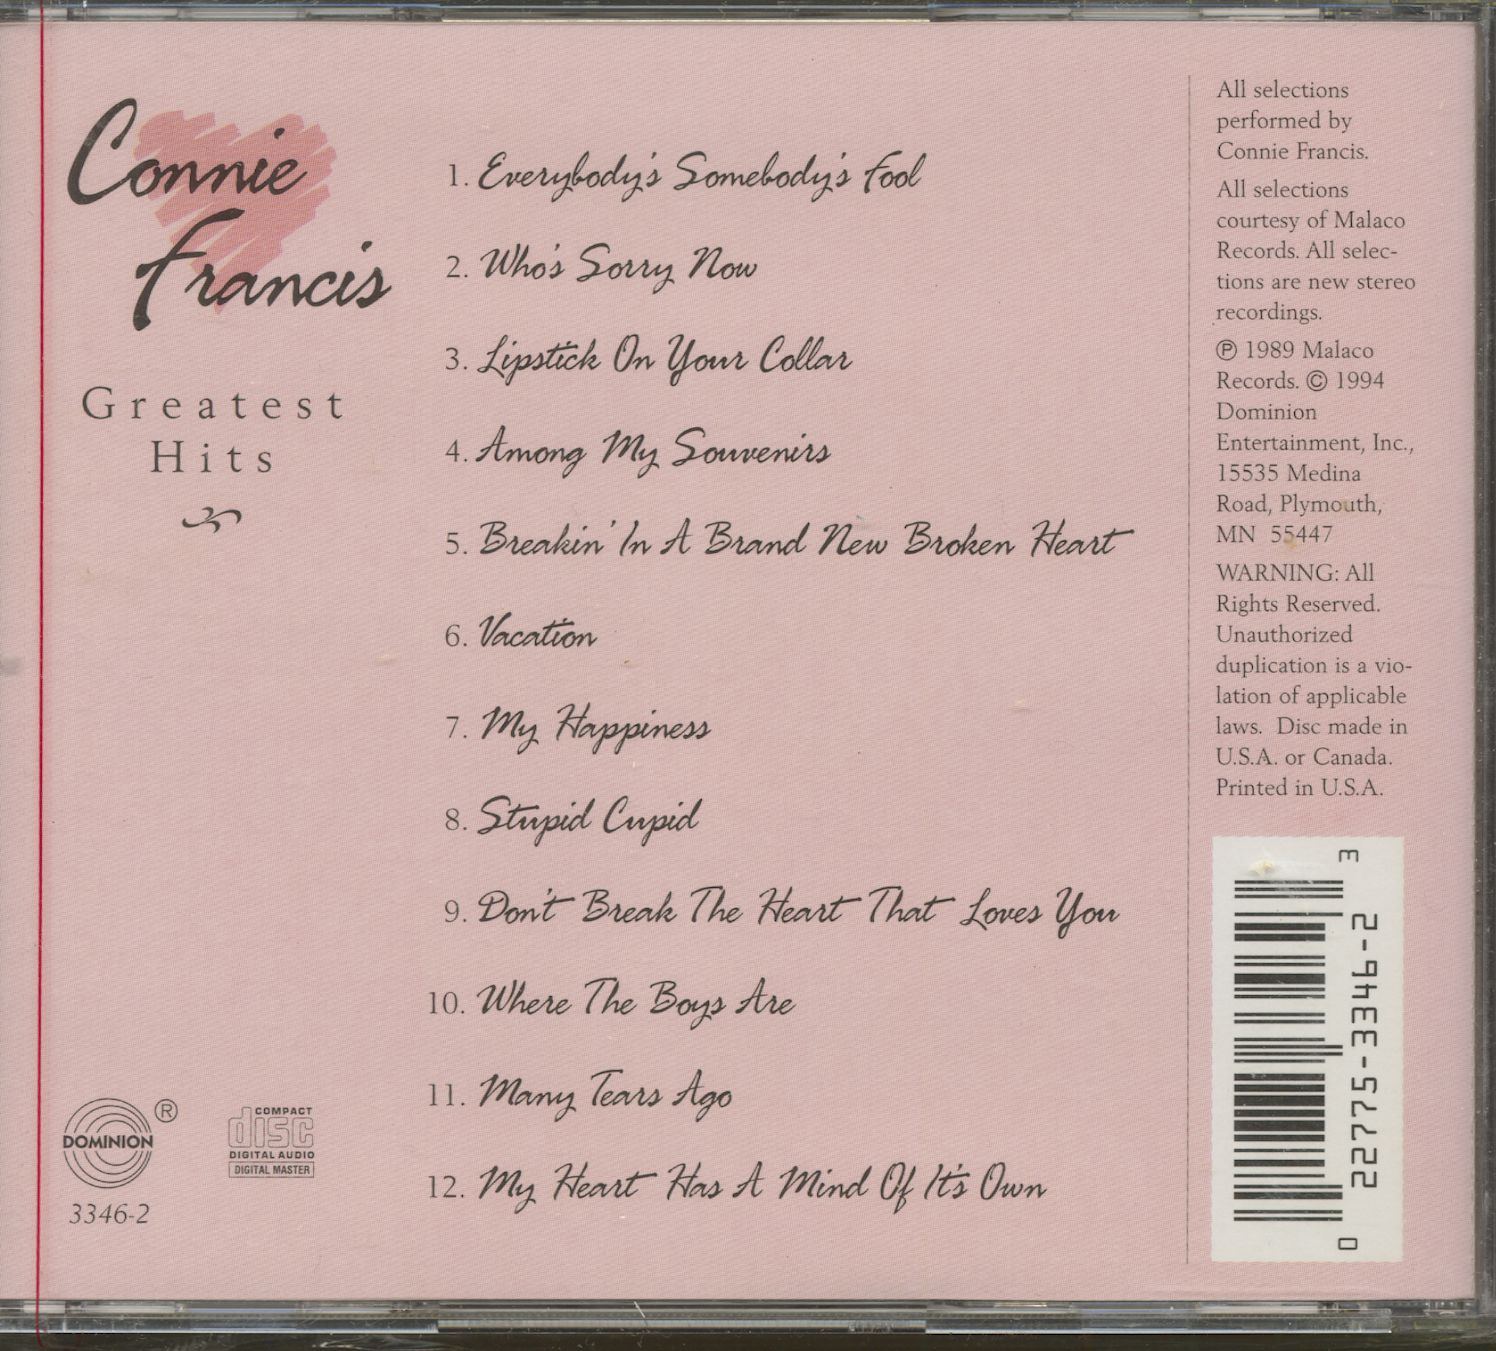 Connie
Francis
Greatest
Hits
1. Everybody's Somebody's Fool
2. Who's Sorry Now
3. Lipstick On Your Collar
4. Among My Souvenirs
5. Breakin' In A Brand New Broken Heart
6. Vacation
7. My Happiness
8. Stupid Cupid
9. Don't Break The Heart That Loves You
10. Where The Boys Are
11. Many Tears Ago
12. My Heart Has A Mind Of It's Own
DOMINION ®
3346-2
COMPACT
disc
DIGITAL AUDIO
DIGITAL MASTER
All selections
performed by
Connie Francis.
All selections
courtesy of Malaco
Records. All selec-
tions are new stereo
recordings.
℗ 1989 Malaco
Records. © 1994
Dominion
Entertainment, Inc.,
15535 Medina
Road, Plymouth,
MN 55447
WARNING: All
Rights Reserved.
Unauthorized
duplication is a vio-
lation of applicable
laws. Disc made in
U.S.A. or Canada.
Printed in U.S.A.
0 22775-3346-2 3